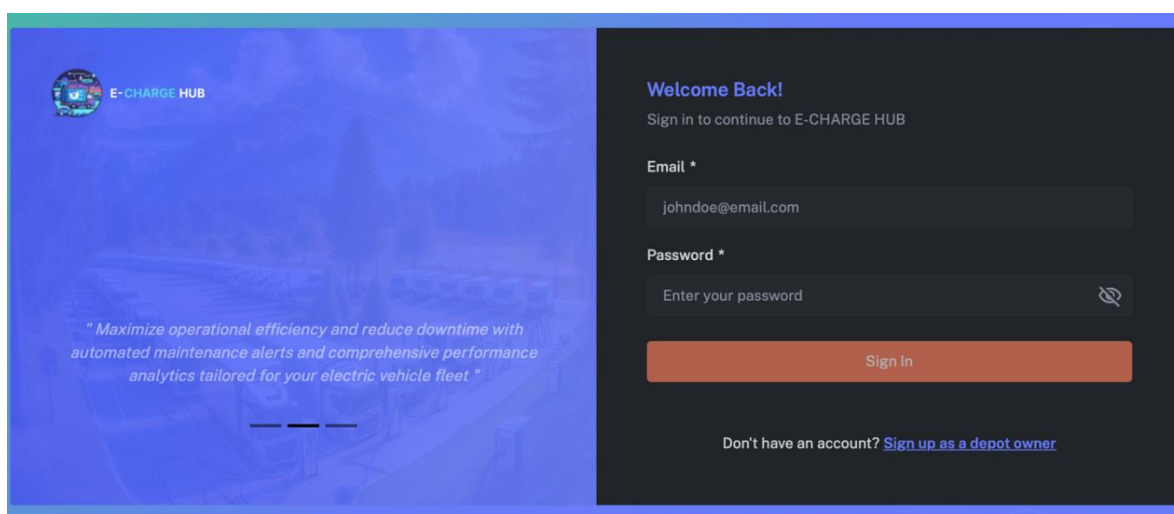 E-CHARGE HUB
" Maximize operational efficiency and reduce downtime with
automated maintenance alerts and comprehensive performance
analytics tailored for your electric vehicle fleet "
Welcome Back!
Sign in to continue to E-CHARGE HUB
Email *
johndoe@email.com
Password *
Enter your password
Sign In
Don't have an account? Sign up as a depot owner